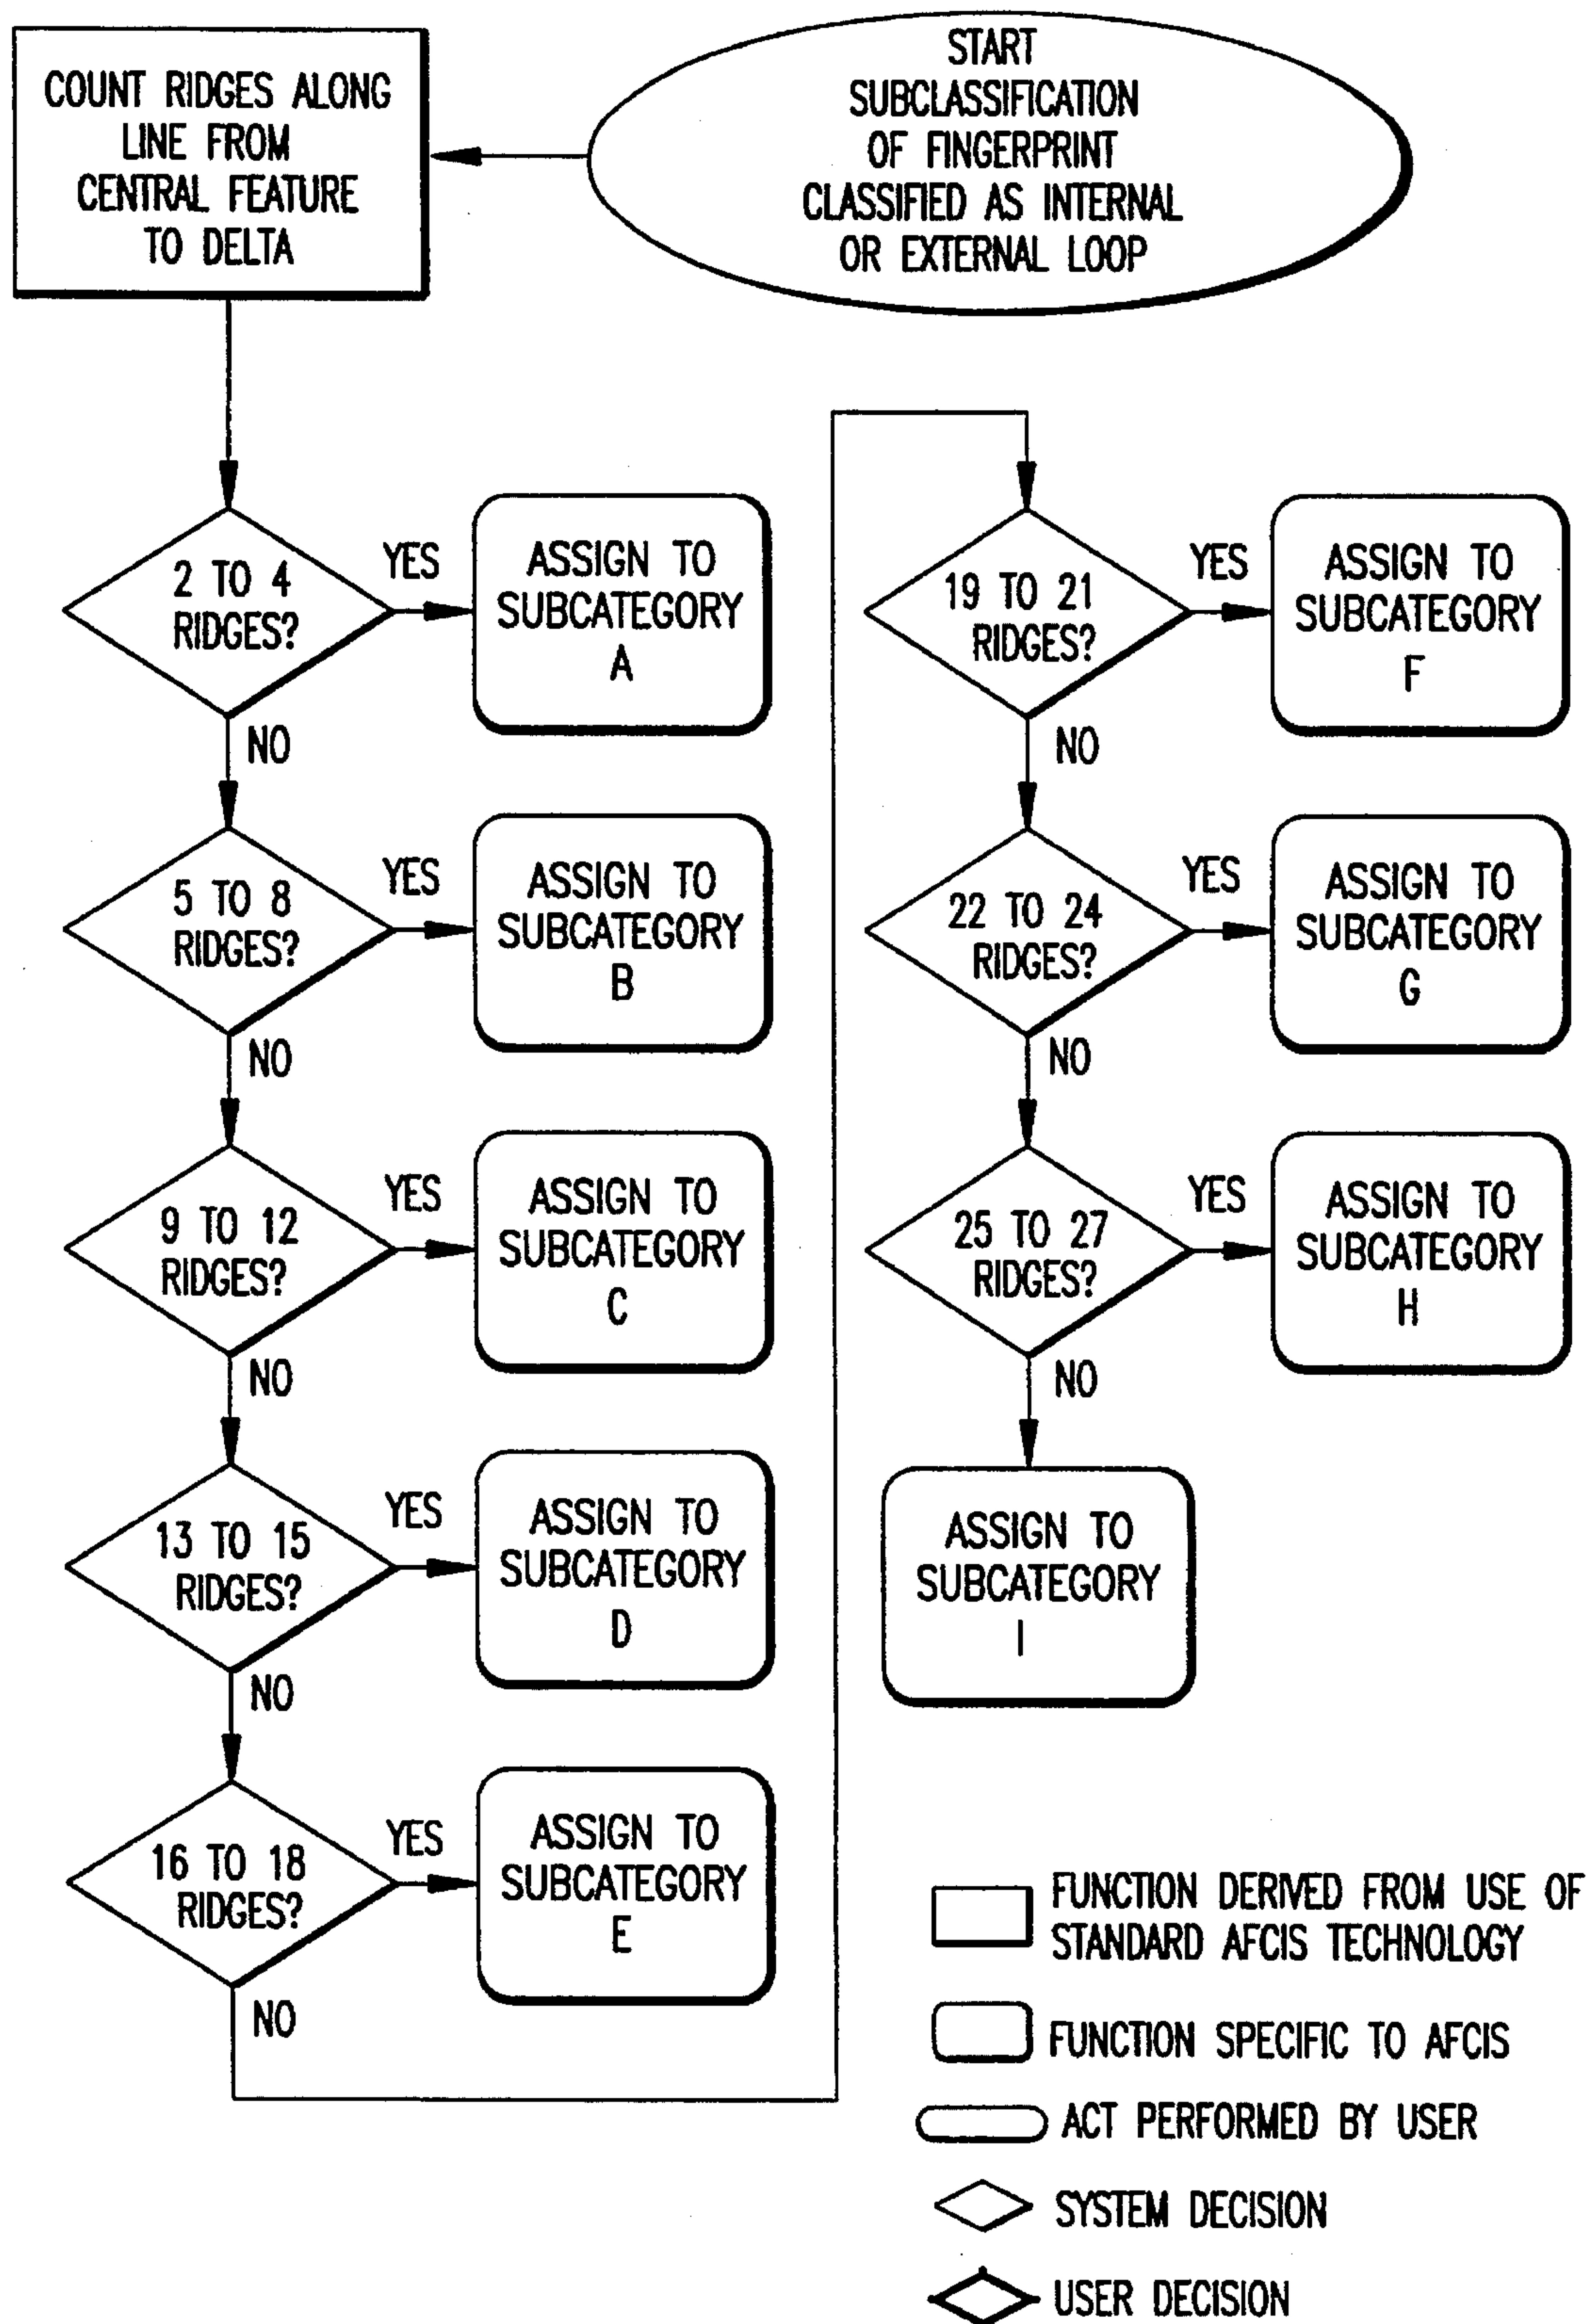 START
SUBCLASSIFICATION
OF FINGERPRINT
CLASSIFIED AS INTERNAL
OR EXTERNAL LOOP
COUNT RIDGES ALONG
LINE FROM
CENTRAL FEATURE
TO DELTA
2 TO 4
RIDGES?
YES
ASSIGN TO
SUBCATEGORY
A
NO
5 TO 8
RIDGES?
YES
ASSIGN TO
SUBCATEGORY
B
NO
9 TO 12
RIDGES?
YES
ASSIGN TO
SUBCATEGORY
C
NO
13 TO 15
RIDGES?
YES
ASSIGN TO
SUBCATEGORY
D
NO
16 TO 18
RIDGES?
YES
ASSIGN TO
SUBCATEGORY
E
NO
19 TO 21
RIDGES?
YES
ASSIGN TO
SUBCATEGORY
F
NO
22 TO 24
RIDGES?
YES
ASSIGN TO
SUBCATEGORY
G
NO
25 TO 27
RIDGES?
YES
ASSIGN TO
SUBCATEGORY
H
NO
ASSIGN TO
SUBCATEGORY
I
FUNCTION DERIVED FROM USE OF
STANDARD AFCIS TECHNOLOGY
FUNCTION SPECIFIC TO AFCIS
ACT PERFORMED BY USER
SYSTEM DECISION
USER DECISION